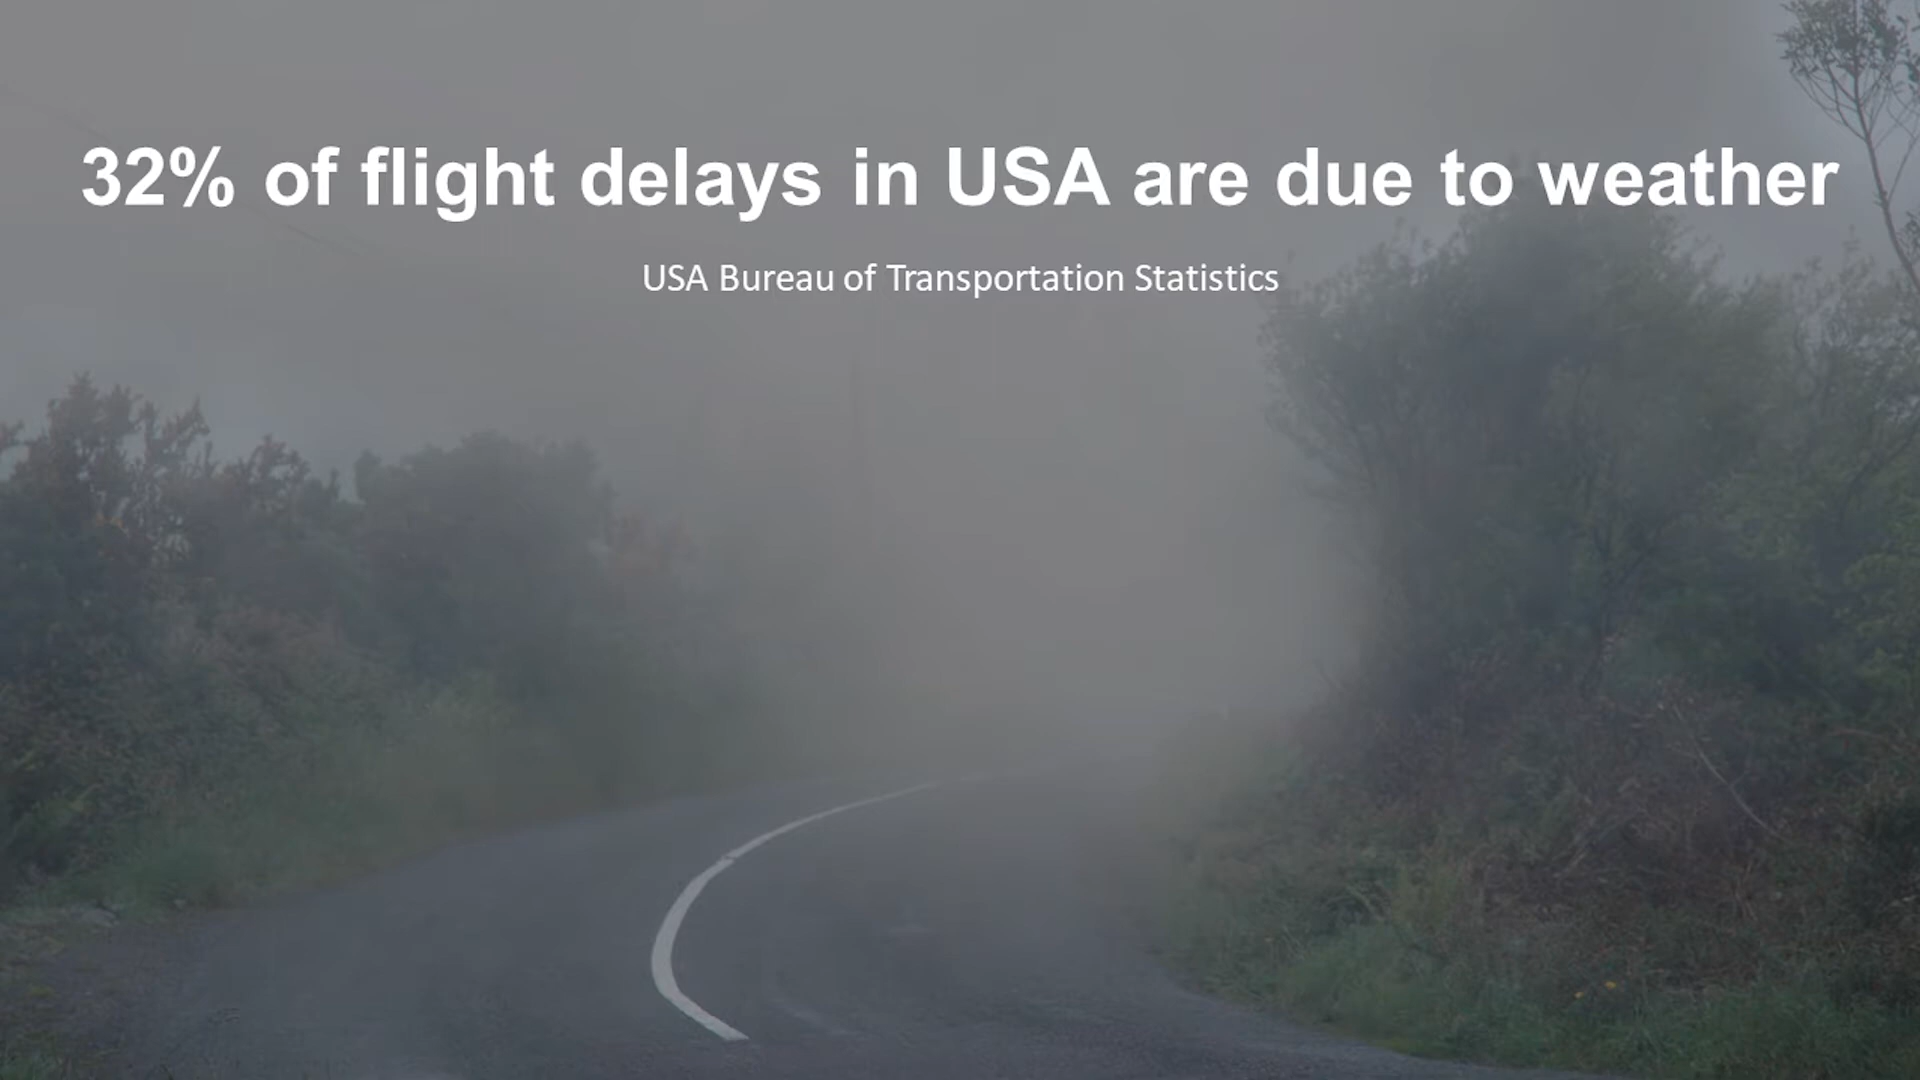 32% of flight delays in USA are due to weather
USA Bureau of Transportation Statistics